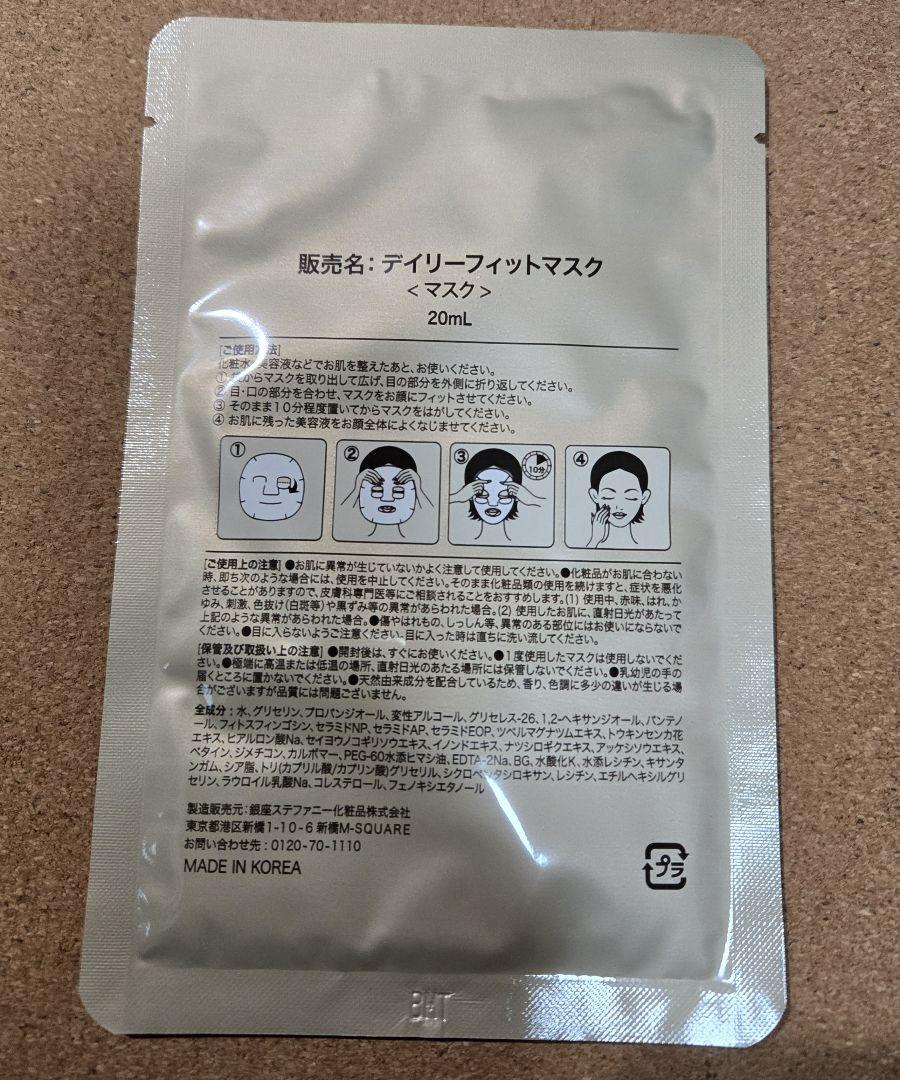 販売名：デイリーフィットマスク
＜マスク＞
20mL
[ご使用方法]
化粧水、美容液などでお肌を整えたあと、お使いください。
① 袋からマスクを取り出して広げ、目の部分を外側に折り返してください。
② 目・口の部分を合わせ、マスクをお顔にフィットさせてください。
③ そのまま10分程度置いてからマスクをはがしてください。
④ お肌に残った美容液をお顔全体によくなじませてください。
① ② ③ 10分 ④
[ご使用上の注意] ●お肌に異常が生じていないかよく注意して使用してください。●化粧品がお肌に合わない
時、即ち次のような場合には、使用を中止してください。そのまま化粧品類の使用を続けますと、症状を悪化
させることがありますので、皮膚科専門医等にご相談されることをおすすめします。(1) 使用中、赤味、はれ、か
ゆみ、刺激、色抜け(白斑等)や黒ずみ等の異常があらわれた場合。(2) 使用したお肌に、直射日光があたって
上記のような異常があらわれた場合。●傷やはれもの、しっしん等、異常のある部位にはお使いにならないで
ください。●目に入らないようご注意ください。目に入った時は直ちに洗い流してください。
[保管及び取扱い上の注意] ●開封後は、すぐにお使いください。●1度使用したマスクは使用しないでくだ
さい。●極端に高温または低温の場所、直射日光のあたる場所には保管しないでください。●乳幼児の手の
届くところに置かないでください。●天然由来成分を配合しているため、香り、色調に多少の違いが生じる場
合がございますが品質には問題ございません。
全成分：水、グリセリン、プロパンジオール、変性アルコール、グリセレス-26、1,2-ヘキサンジオール、パンテノ
ール、フィトスフィンゴシン、セラミドNP、セラミドAP、セラミドEOP、ツベルマグナツムエキス、トウキンセンカ花
エキス、ヒアルロン酸Na、セイヨウノコギリソウエキス、イノンドエキス、ナツシロギクエキス、アッケシソウエキス、
ベタイン、ジメチコン、カルボマー、PEG-60水添ヒマシ油、EDTA-2Na、BG、水酸化K、水添レシチン、キサンタ
ンガム、シア脂、トリ(カプリル酸/カプリン酸)グリセリル、シクロペンタシロキサン、レシチン、エチルヘキシルグリ
セリン、ラウロイル乳酸Na、コレステロール、フェノキシエタノール
製造販売元：銀座ステファニー化粧品株式会社
東京都港区新橋1-10-6 新橋M-SQUARE
お問い合わせ先：0120-70-1110
MADE IN KOREA
プラ